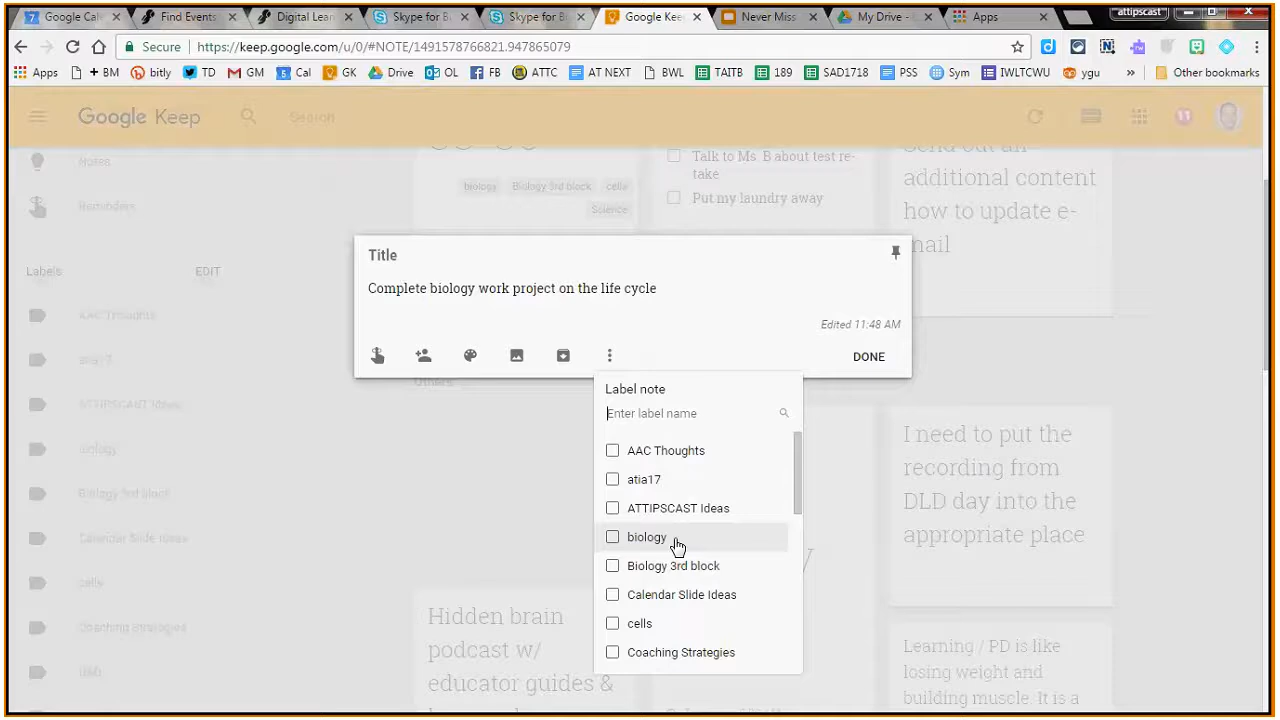 Google Cale
Find Events
Digital Lear
Skype for B
Skype
Google Kee
Never Miss
My Drive -
Apps
attipscast
Secure
https://keep.google.com/u/0/#NOTE/1491578766821.947865079
Apps
+ BM
bitly
TD
GM
Cal
GK
Drive
OC
FB
ATTC
AT NEXT
BWL
TAITB
189
SAD1718
PSS
Sym
IWLTCWU
ygu
»
Other bookmarks
Google Keep
Search
11
Notes
Reminders
Labels
EDIT
AAC Thoughts
atia17
ATTIPSCAST Ideas
biology
Biology 3rd block
Calendar Slide Ideas
cells
Coaching Strategies
biology
Biology 3rd block
cells
Science
Talk to Ms. B about test re-
take
Put my laundry away
Send out an
additional content
how to update e-
mail
Title
Complete biology work project on the life cycle
Edited 11:48 AM
DONE
Others
Label note
Enter label name
AAC Thoughts
atia17
ATTIPSCAST Ideas
biology
Biology 3rd block
Calendar Slide Ideas
cells
Coaching Strategies
I need to put the
recording from
DLD day into the
appropriate place
Hidden brain
podcast w/
educator guides &
Learning / PD is like
losing weight and
building muscle. It is a